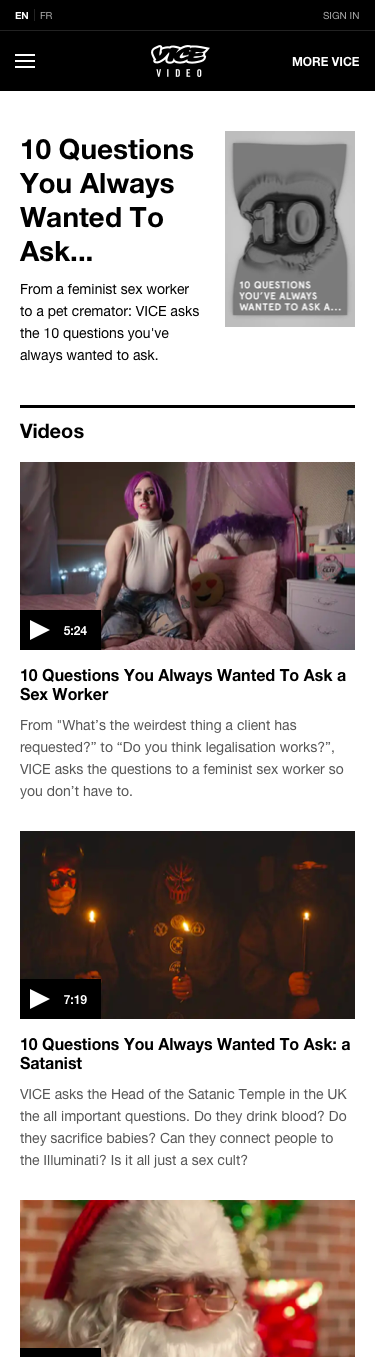 EN FR SIGN IN
VICE
VIDEO
MORE VICE
10 Questions
You Always
Wanted To
Ask...
From a feminist sex worker
to a pet cremator: VICE asks
the 10 questions you've
always wanted to ask.
10
10 QUESTIONS
YOU'VE ALWAYS
WANTED TO ASK A...
Videos
5:24
10 Questions You Always Wanted To Ask a
Sex Worker
From "What’s the weirdest thing a client has
requested?” to “Do you think legalisation works?”,
VICE asks the questions to a feminist sex worker so
you don’t have to.
7:19
10 Questions You Always Wanted To Ask: a
Satanist
VICE asks the Head of the Satanic Temple in the UK
the all important questions. Do they drink blood? Do
they sacrifice babies? Can they connect people to
the Illuminati? Is it all just a sex cult?